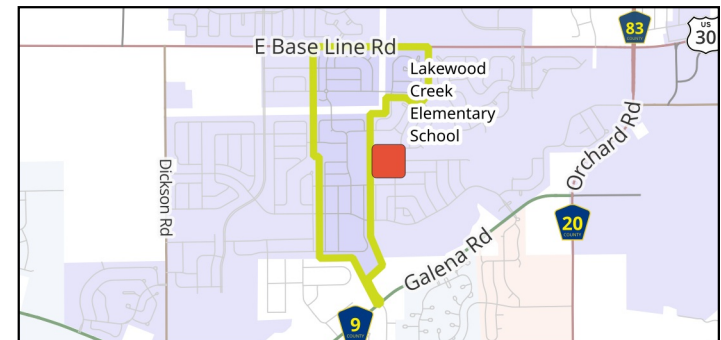 E Base Line Rd
83
COUNTY
US
30
Lakewood
Creek
Elementary
School
Dickson Rd
Orchard Rd
20
COUNTY
Galena Rd
9
COUNTY